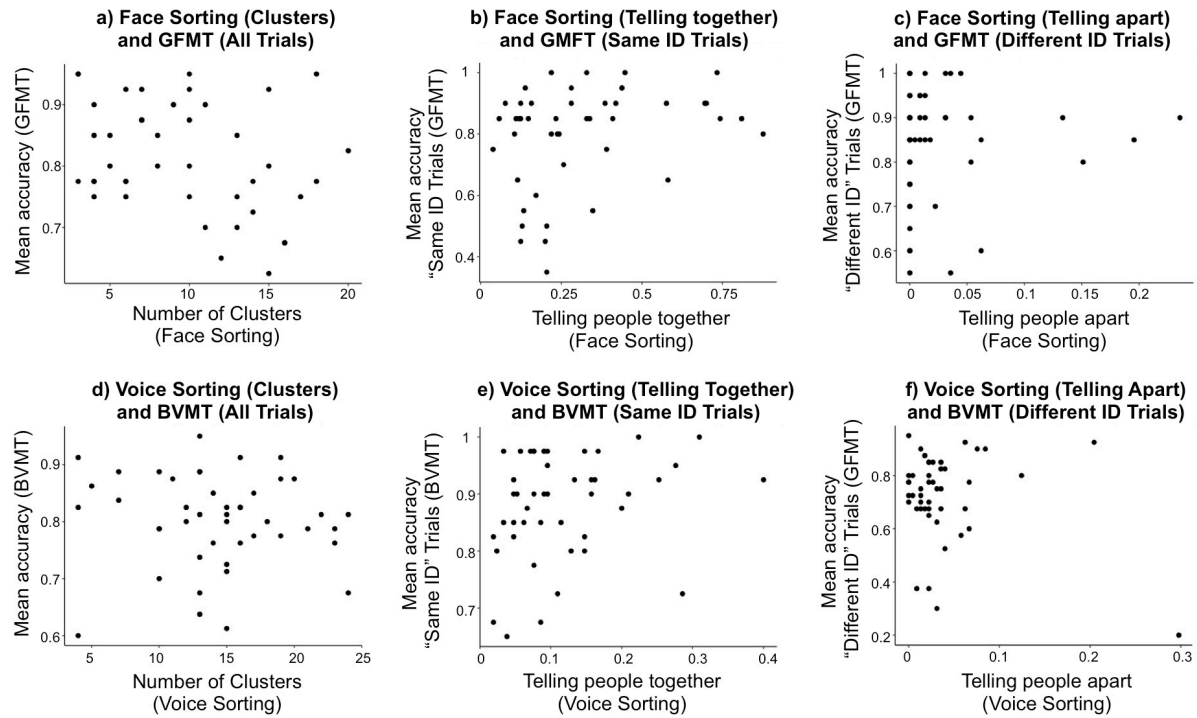 a) Face Sorting (Clusters)
and GFMT (All Trials)
Mean accuracy (GFMT)
0.9
0.8
0.7
5
10
15
20
Number of Clusters
(Face Sorting)
b) Face Sorting (Telling together)
and GMFT (Same ID Trials)
Mean accuracy
“Same ID Trials (GFMT)
1
0.8
0.6
0.4
0
0.25
0.5
0.75
Telling people together
(Face Sorting)
c) Face Sorting (Telling apart)
and GFMT (Different ID Trials)
Mean accuracy
“Different ID” Trials (GFMT)
1
0.9
0.8
0.7
0.6
0
0.05
0.1
0.15
0.2
Telling people apart
(Face Sorting)
d) Voice Sorting (Clusters)
and BVMT (All Trials)
Mean accuracy (BVMT)
0.9
0.8
0.7
0.6
5
10
15
20
25
Number of Clusters
(Voice Sorting)
e) Voice Sorting (Telling Together)
and BVMT (Same ID Trials)
Mean accuracy
“Same ID” Trials (BVMT)
1
0.9
0.8
0.7
0
0.1
0.2
0.3
0.4
Telling people together
(Voice Sorting)
f) Voice Sorting (Telling Apart)
and BVMT (Different ID Trials)
Mean accuracy
“Different ID” Trials (GFMT)
0.8
0.6
0.4
0.2
0
0.1
0.2
0.3
Telling people apart
(Voice Sorting)